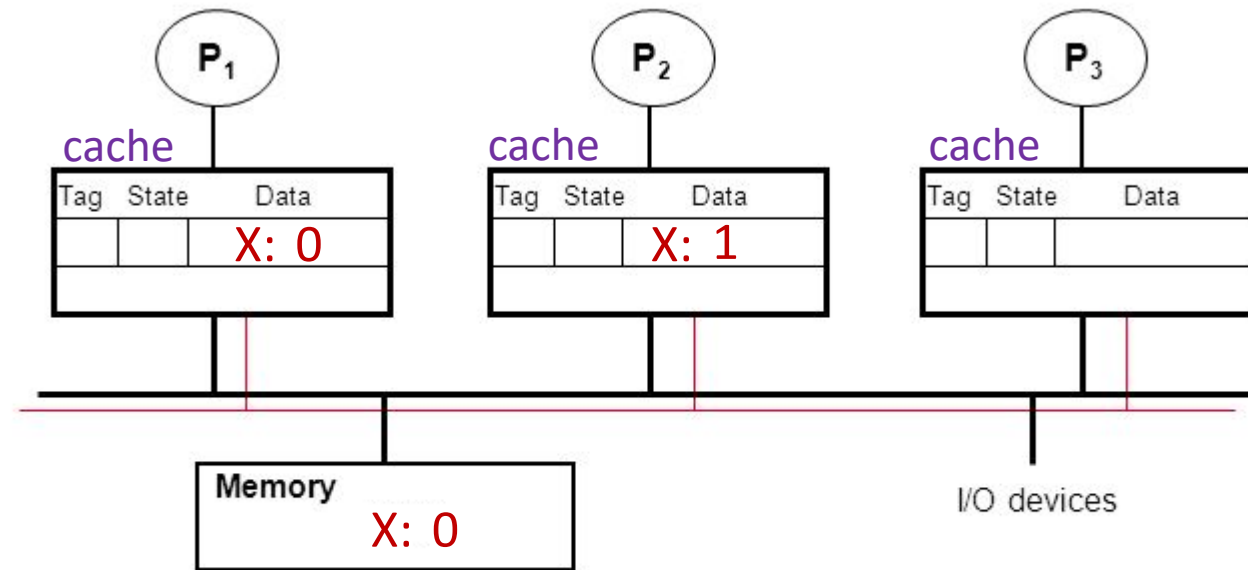 P1 P2 P3
cache cache cache
Tag State Data Tag State Data Tag State Data
X: 0 X: 1
Memory
I/O devices
X: 0